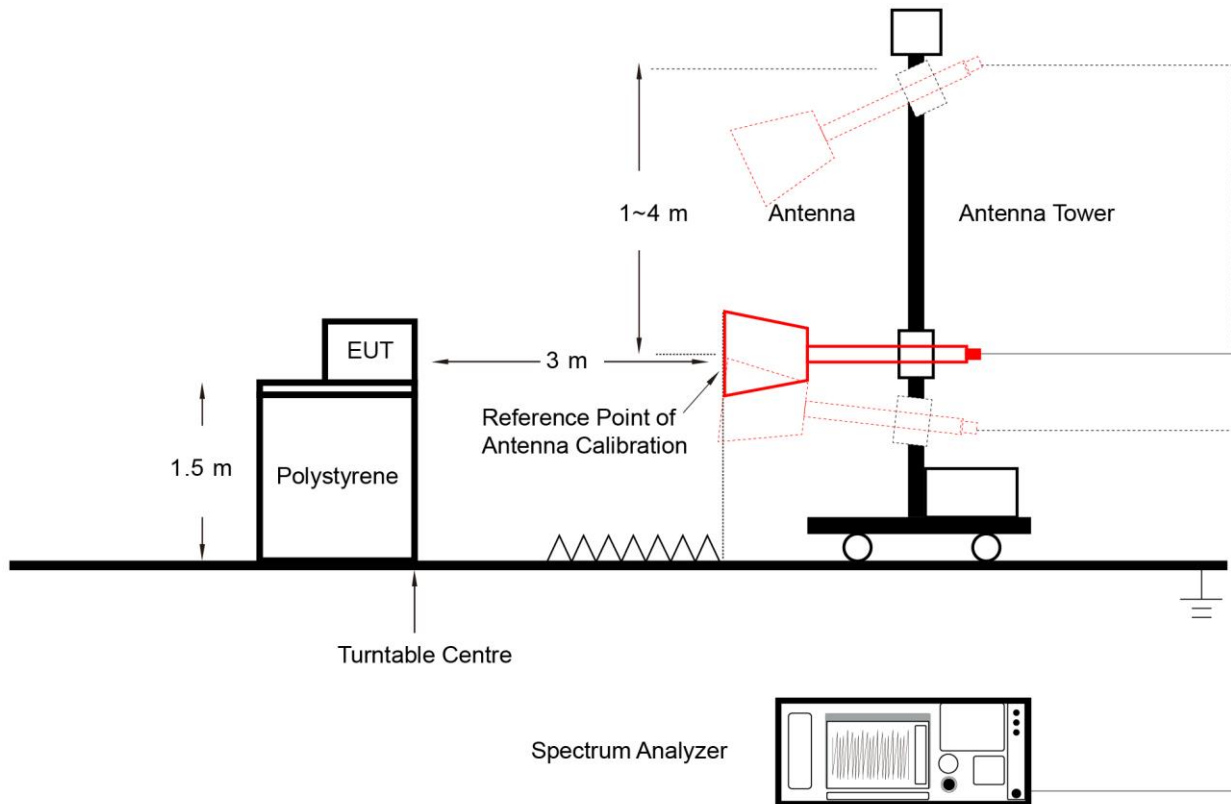 1~4 m
Antenna
Antenna Tower
EUT
3 m
Reference Point of
Antenna Calibration
1.5 m
Polystyrene
Turntable Centre
Spectrum Analyzer